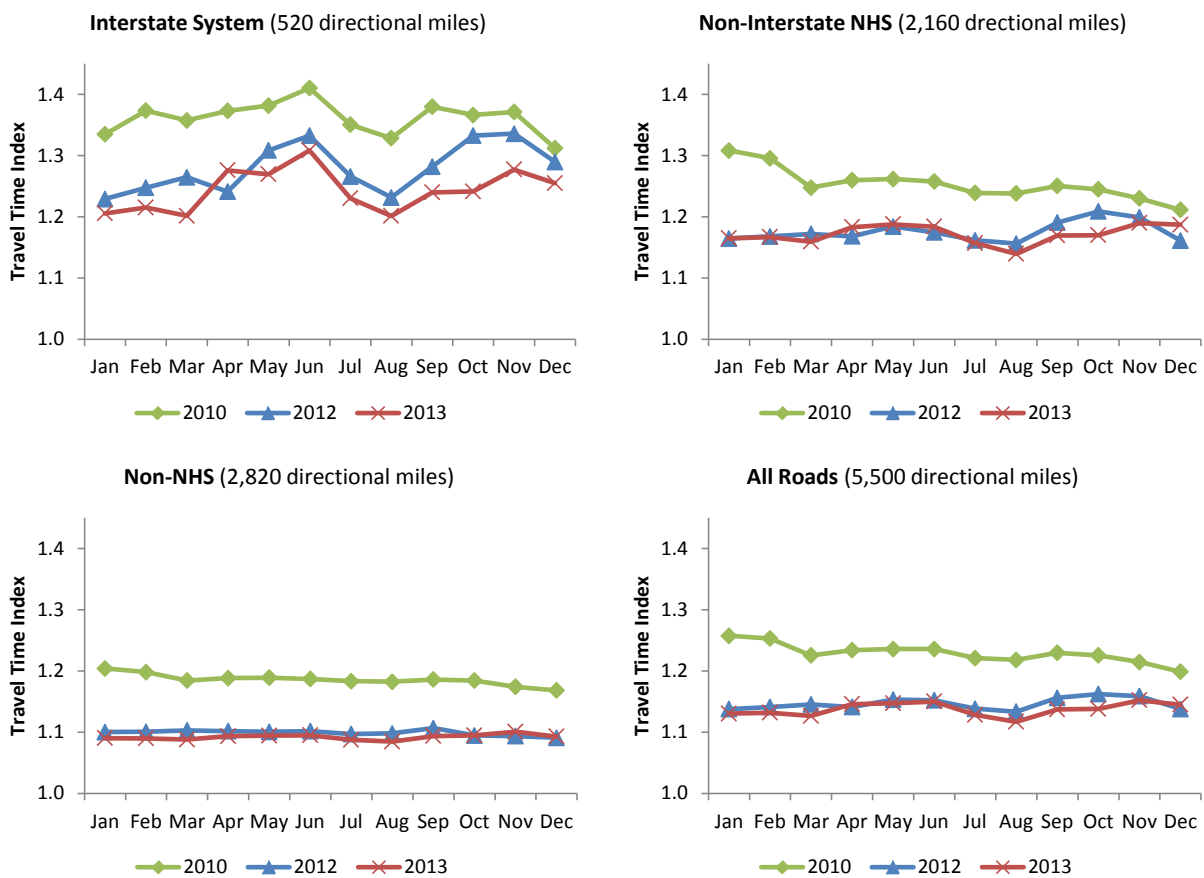 Interstate System (520 directional miles)
Travel Time Index
1.4
1.3
1.2
1.1
1.0
Jan Feb Mar Apr May Jun Jul Aug Sep Oct Nov Dec
2010 2012 2013
Non-Interstate NHS (2,160 directional miles)
Travel Time Index
1.4
1.3
1.2
1.1
1.0
Jan Feb Mar Apr May Jun Jul Aug Sep Oct Nov Dec
2010 2012 2013
Non-NHS (2,820 directional miles)
Travel Time Index
1.4
1.3
1.2
1.1
1.0
Jan Feb Mar Apr May Jun Jul Aug Sep Oct Nov Dec
2010 2012 2013
All Roads (5,500 directional miles)
Travel Time Index
1.4
1.3
1.2
1.1
1.0
Jan Feb Mar Apr May Jun Jul Aug Sep Oct Nov Dec
2010 2012 2013